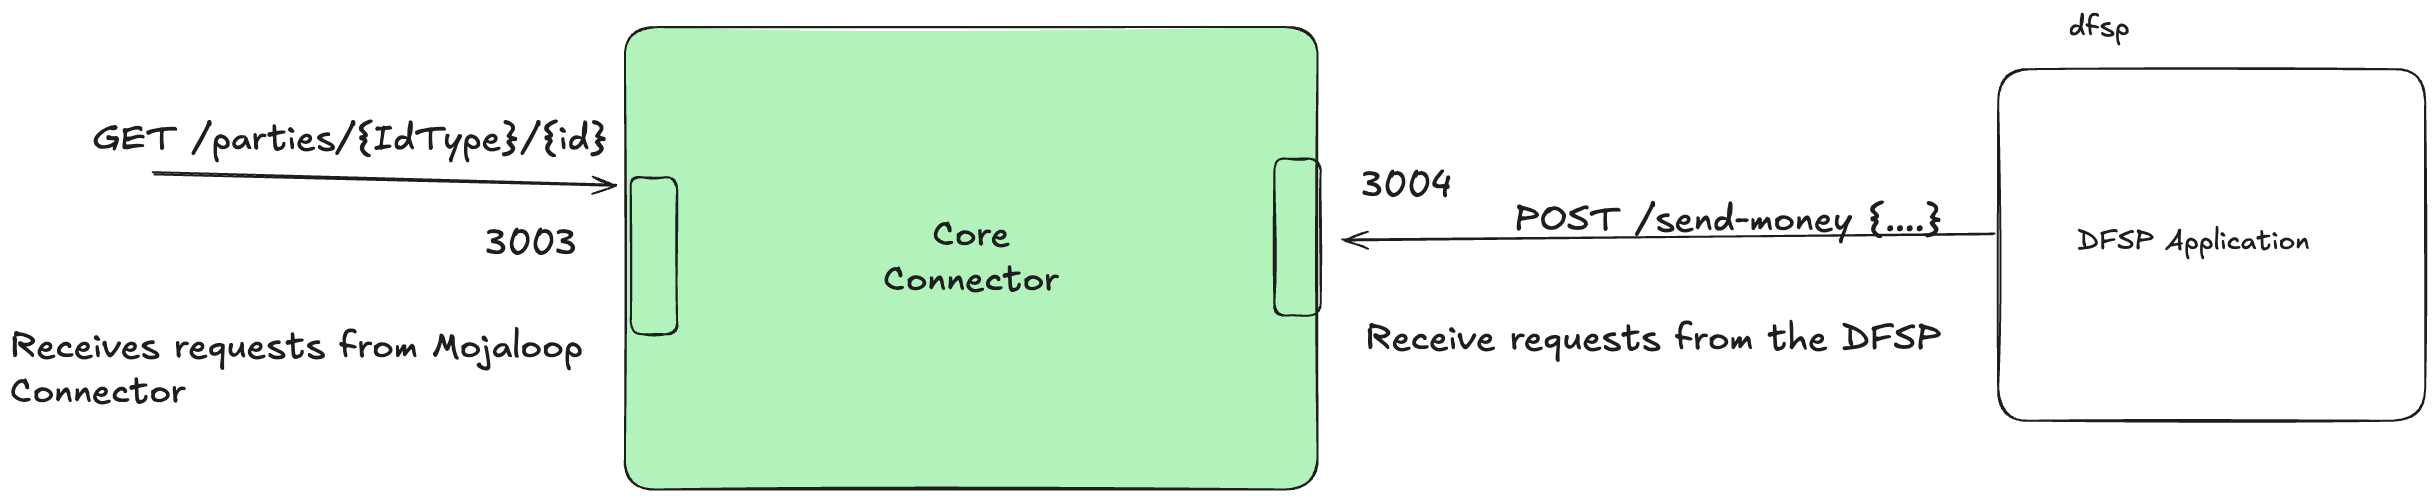 dfsp
GET /parties/{IdType}/{id}
3003
Receives requests from Mojaloop
Connector
Core
Connector
3004
POST /send-money {....}
Receive requests from the DFSP
DFSP Application